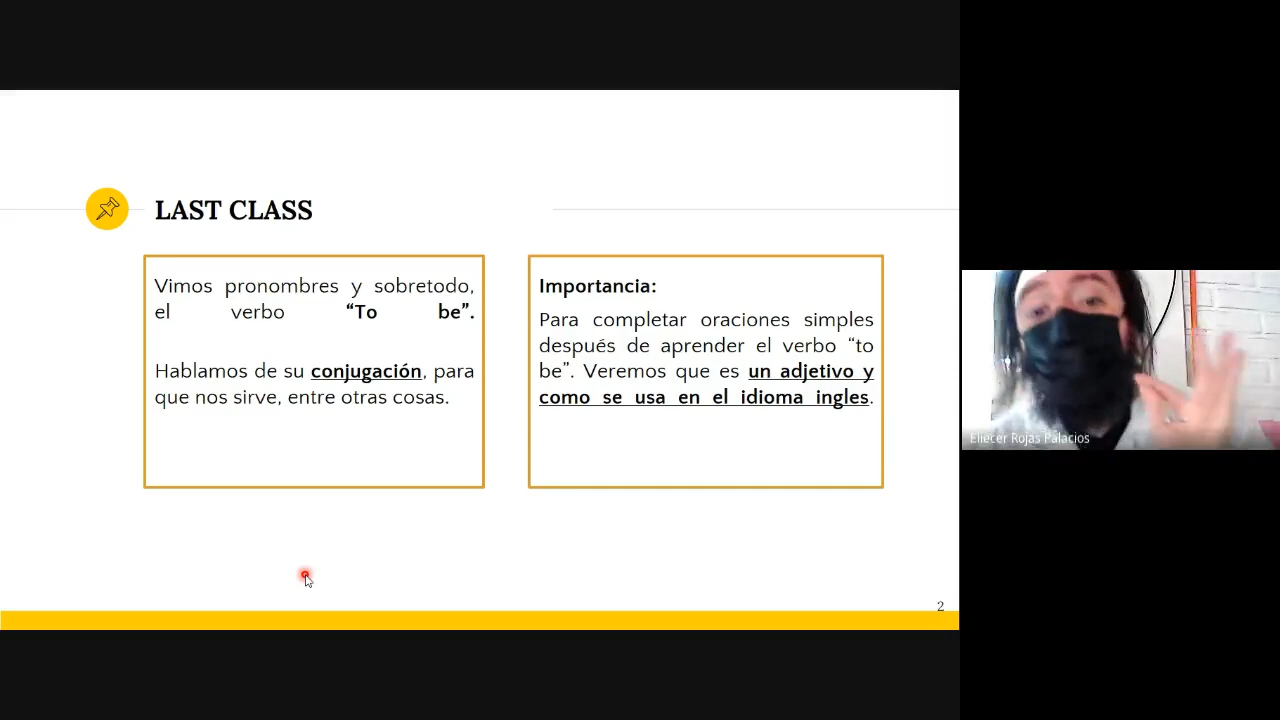 LAST CLASS
Vimos pronombres y sobretodo,
el verbo “To be”.
Hablamos de su conjugación, para
que nos sirve, entre otras cosas.
Importancia:
Para completar oraciones simples
después de aprender el verbo “to
be”. Veremos que es un adjetivo y
como se usa en el idioma ingles.
2
Eliecer Rojas Palacios